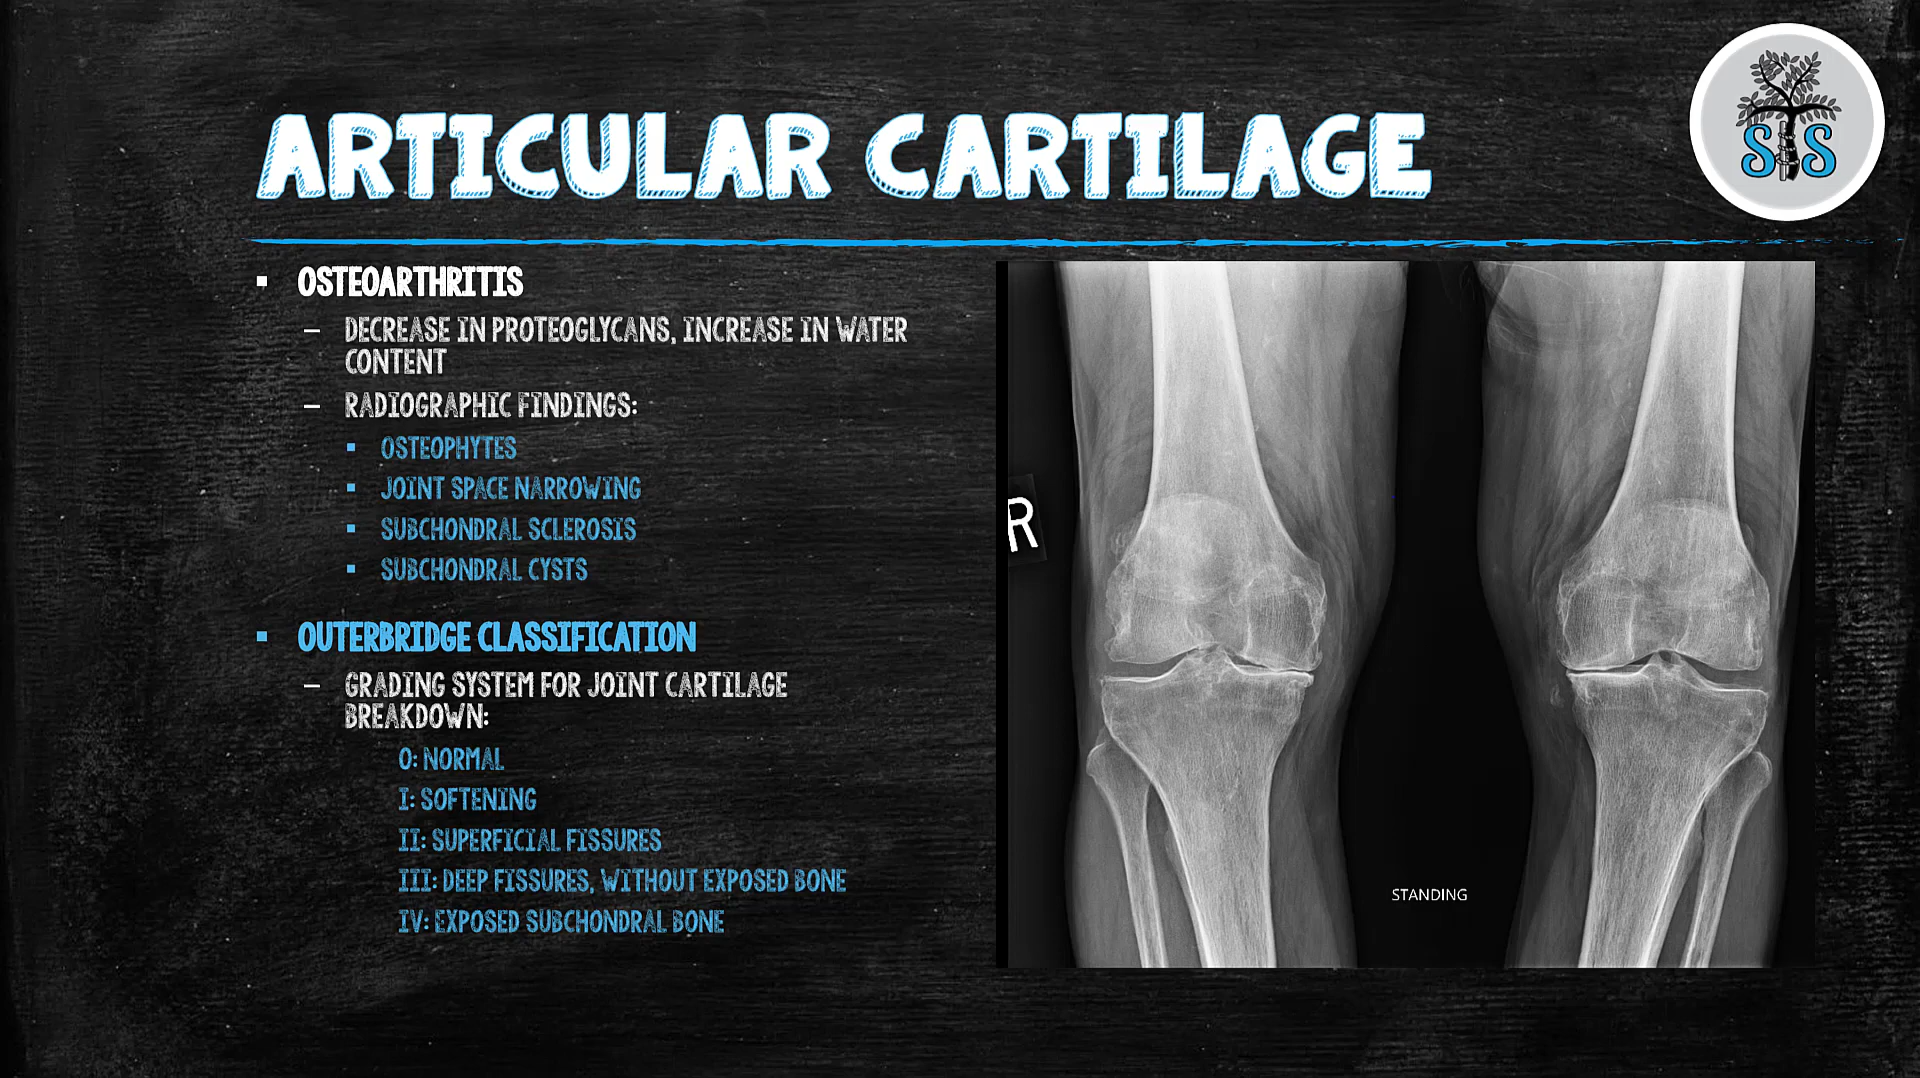 ARTICULAR CARTILAGE
SIS
▪ OSTEOARTHRITIS
– DECREASE IN PROTEOGLYCANS, INCREASE IN WATER
CONTENT
– RADIOGRAPHIC FINDINGS:
▪ OSTEOPHYTES
▪ JOINT SPACE NARROWING
▪ SUBCHONDRAL SCLEROSIS
▪ SUBCHONDRAL CYSTS
▪ OUTERBRIDGE CLASSIFICATION
– GRADING SYSTEM FOR JOINT CARTILAGE
BREAKDOWN:
0: NORMAL
I: SOFTENING
II: SUPERFICIAL FISSURES
III: DEEP FISSURES, WITHOUT EXPOSED BONE
IV: EXPOSED SUBCHONDRAL BONE
R
STANDING